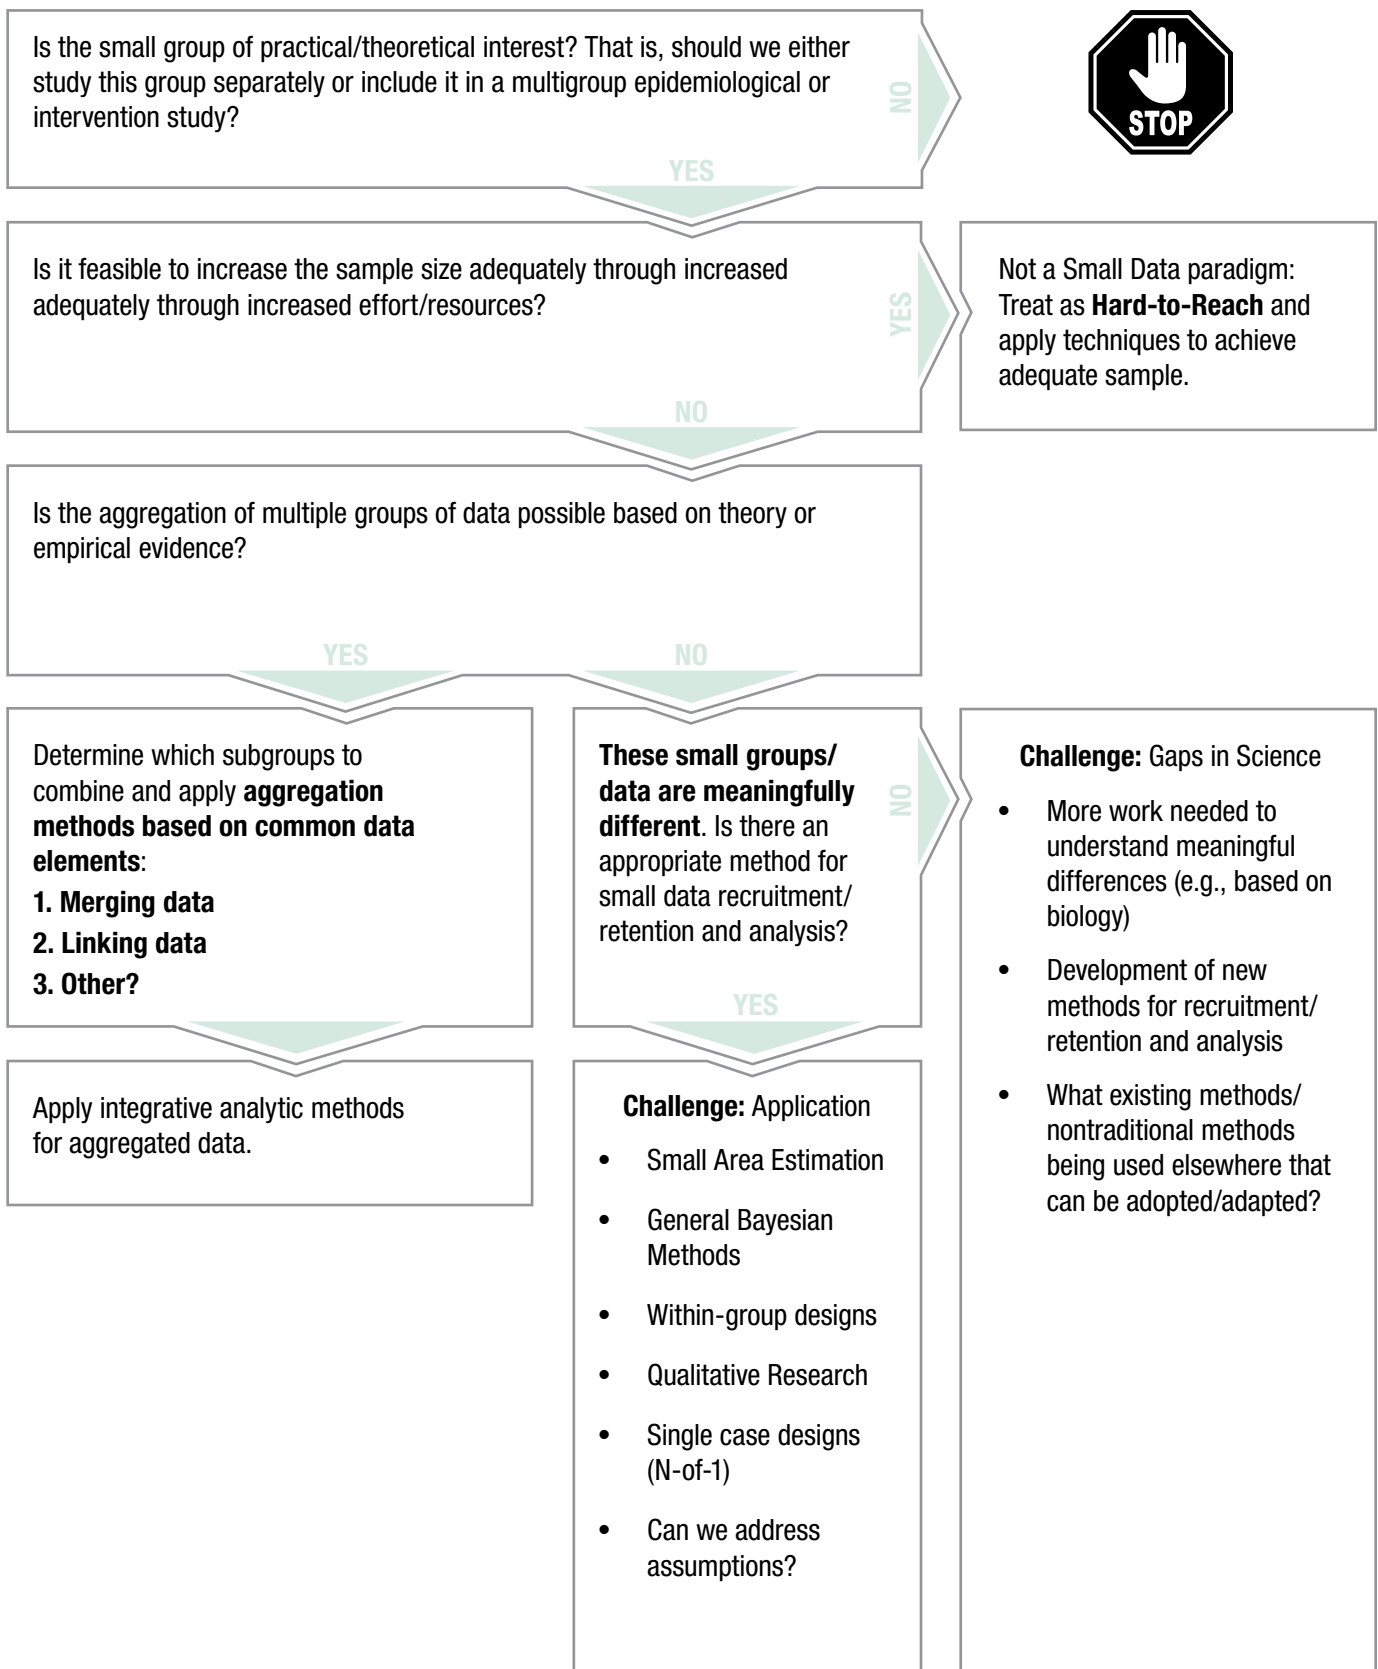 Is the small group of practical/theoretical interest? That is, should we either
study this group separately or include it in a multigroup epidemiological or
intervention study?
NO
STOP
YES
Is it feasible to increase the sample size adequately through increased
adequately through increased effort/resources?
YES
Not a Small Data paradigm:
Treat as Hard-to-Reach and
apply techniques to achieve
adequate sample.
NO
Is the aggregation of multiple groups of data possible based on theory or
empirical evidence?
YES
NO
Determine which subgroups to
combine and apply aggregation
methods based on common data
elements:
1. Merging data
2. Linking data
3. Other?
These small groups/
data are meaningfully
different. Is there an
appropriate method for
small data recruitment/
retention and analysis?
NO
YES
Challenge: Gaps in Science
• More work needed to
understand meaningful
differences (e.g., based on
biology)
• Development of new
methods for recruitment/
retention and analysis
• What existing methods/
nontraditional methods
being used elsewhere that
can be adopted/adapted?
Apply integrative analytic methods
for aggregated data.
Challenge: Application
• Small Area Estimation
• General Bayesian
Methods
• Within-group designs
• Qualitative Research
• Single case designs
(N-of-1)
• Can we address
assumptions?